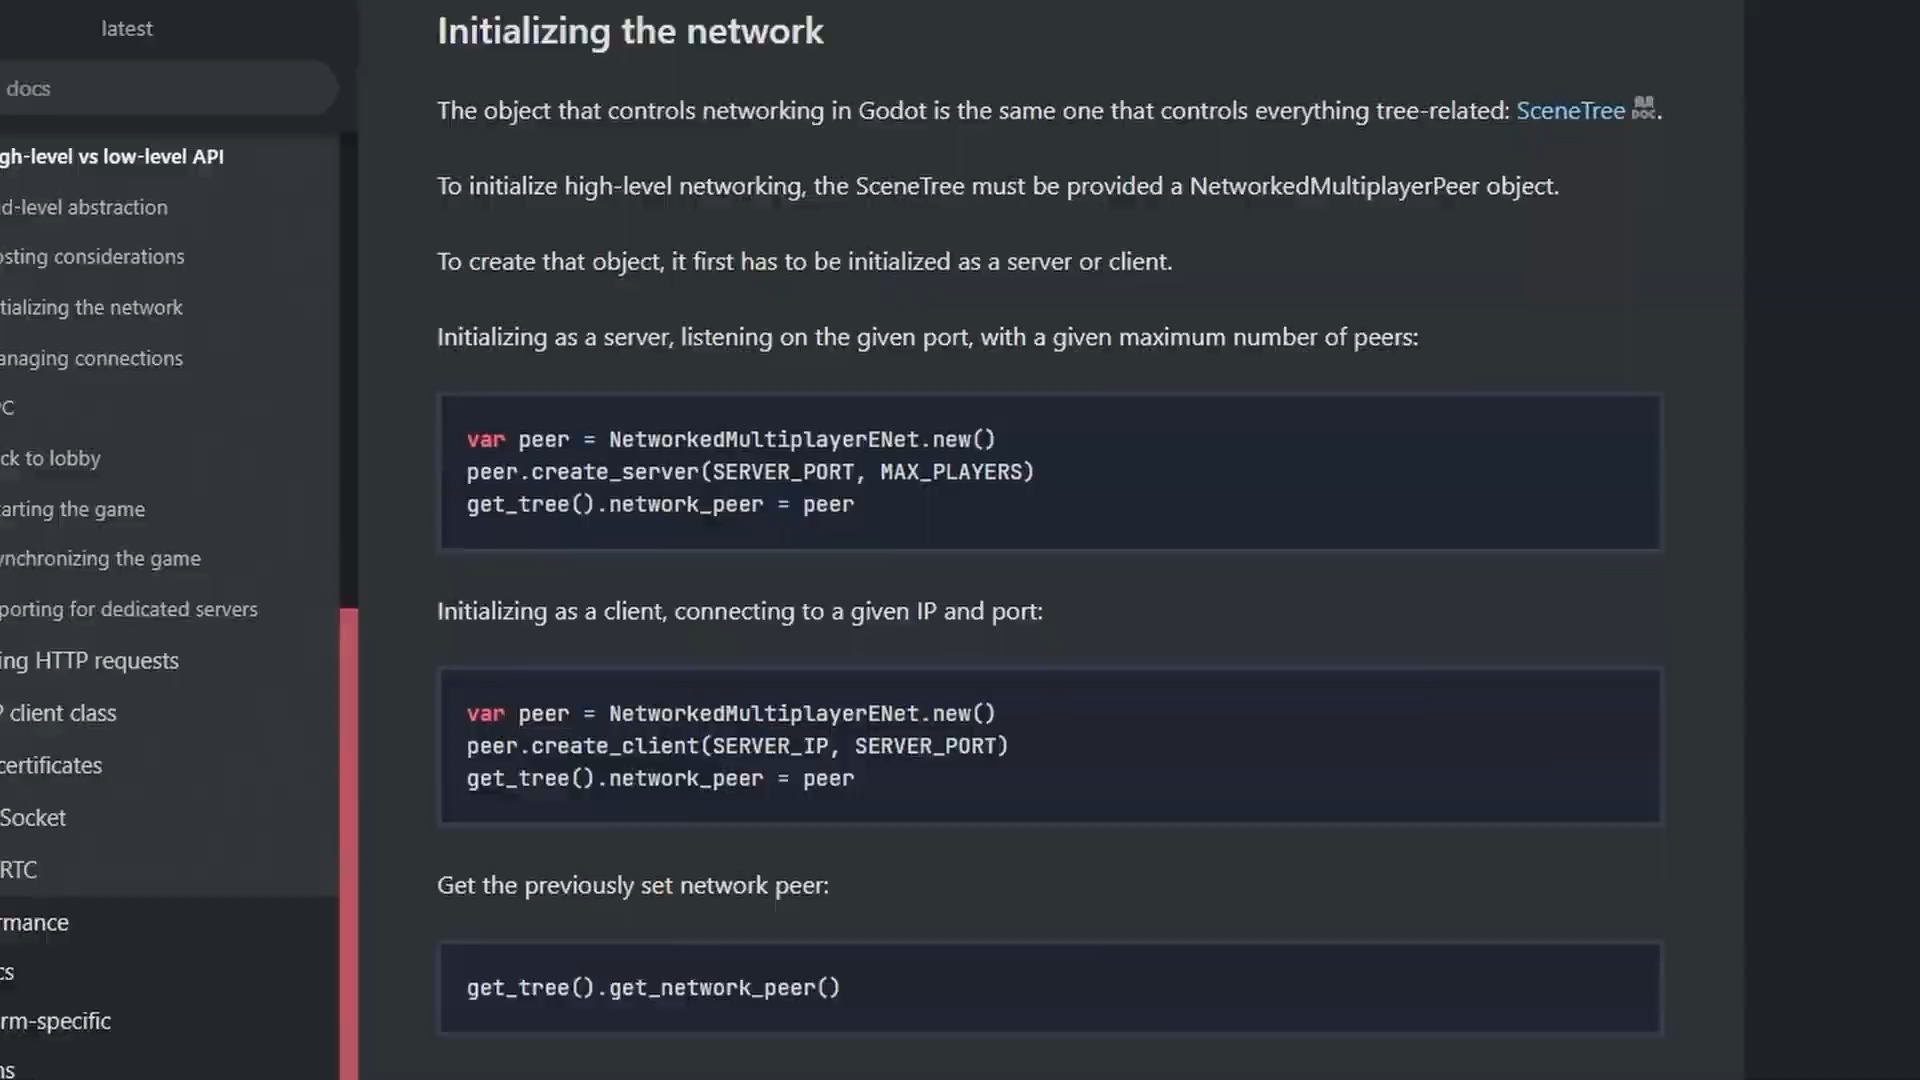 latest
docs
gh-level vs low-level API
d-level abstraction
osting considerations
tializing the network
anaging connections
C
ck to lobby
arting the game
ynchronizing the game
porting for dedicated servers
ing HTTP requests
P client class
certificates
Socket
RTC
rmance
cs
rm-specific
ns
Initializing the network
The object that controls networking in Godot is the same one that controls everything tree-related: SceneTree DOC.
To initialize high-level networking, the SceneTree must be provided a NetworkedMultiplayerPeer object.
To create that object, it first has to be initialized as a server or client.
Initializing as a server, listening on the given port, with a given maximum number of peers:
var peer = NetworkedMultiplayerENet.new()
peer.create_server(SERVER_PORT, MAX_PLAYERS)
get_tree().network_peer = peer
Initializing as a client, connecting to a given IP and port:
var peer = NetworkedMultiplayerENet.new()
peer.create_client(SERVER_IP, SERVER_PORT)
get_tree().network_peer = peer
Get the previously set network peer:
get_tree().get_network_peer()